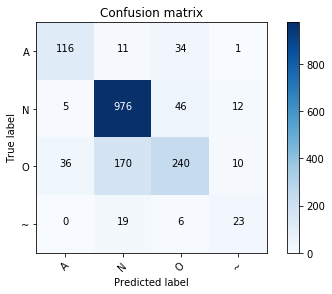 Confusion matrix
A 116 11 34 1
N 5 976 46 12
O 36 170 240 10
~ 0 19 6 23
A N O ~
True label
Predicted label
800
600
400
200
0